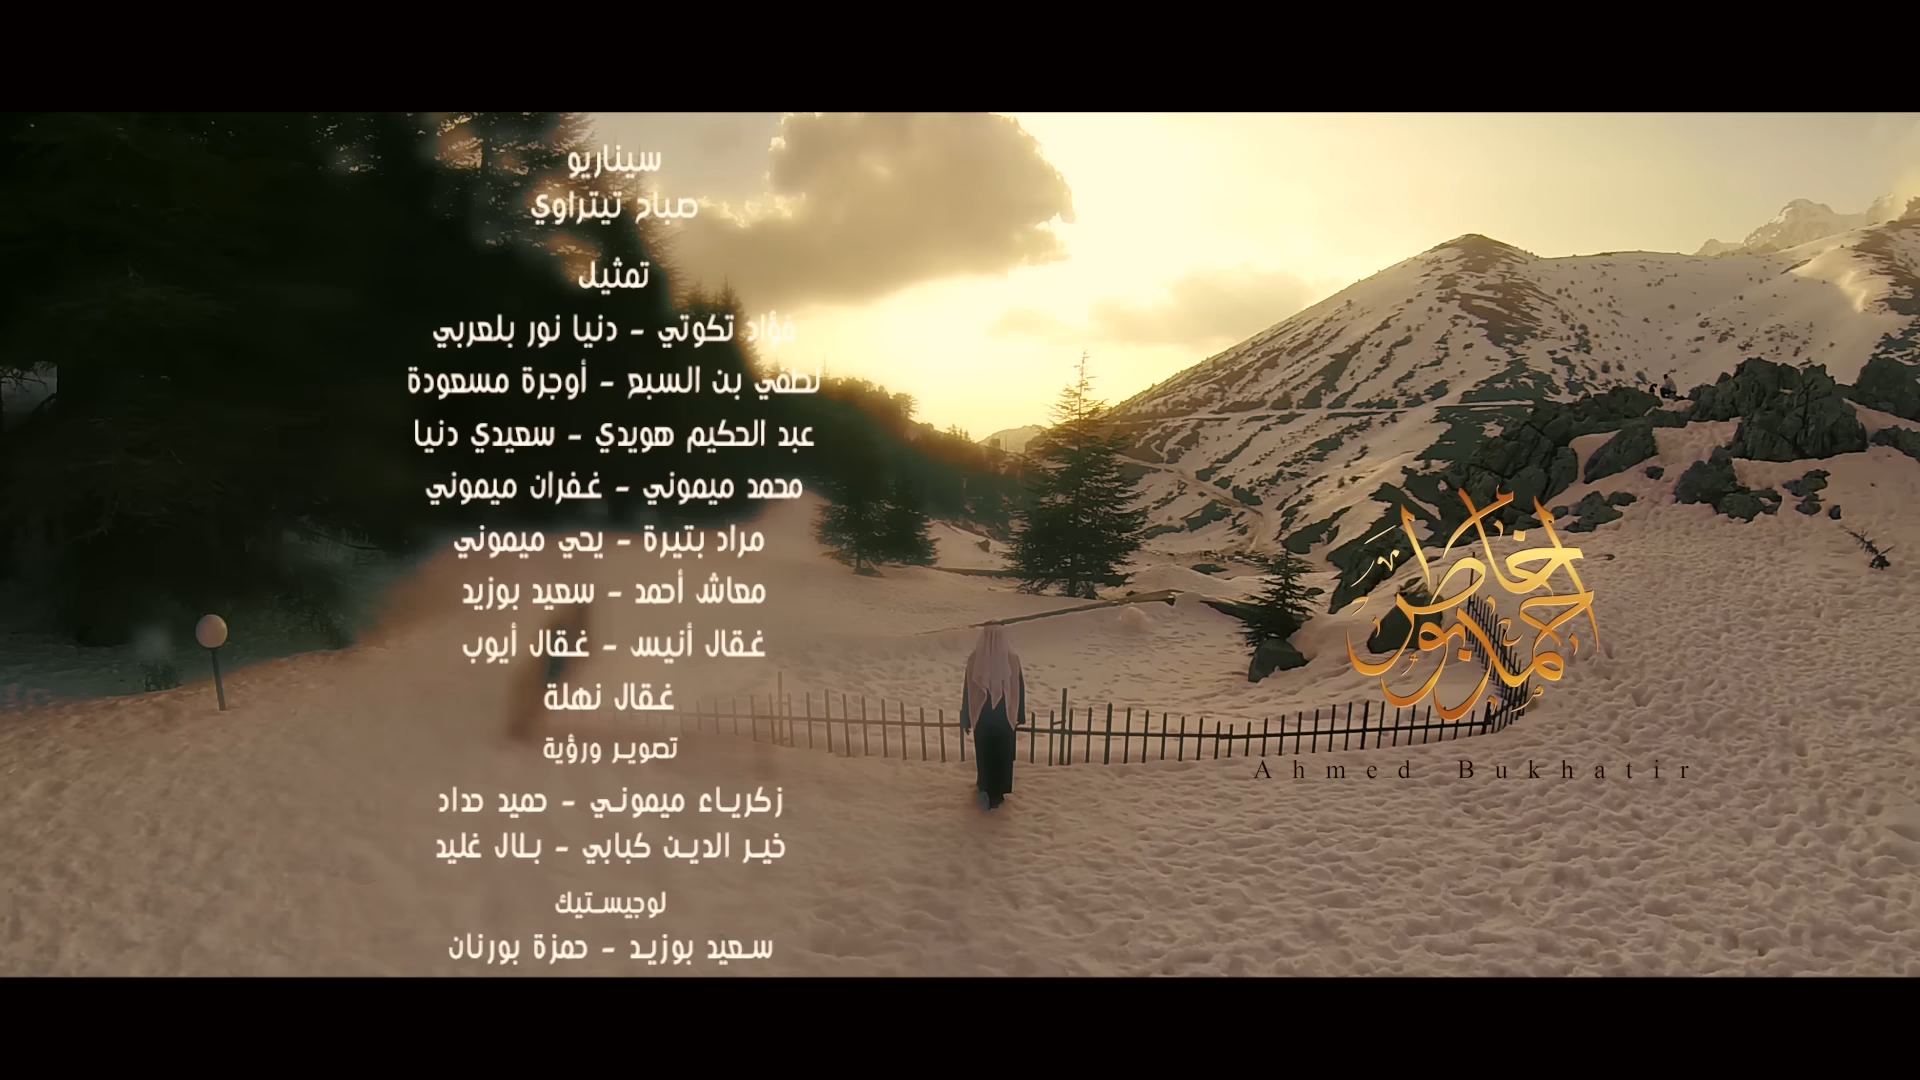 سيناريو
صباح تيتراوي
تمثيل
فؤاد تكوتي - دنيا نور بلعربي
لطفي بن السبع - أوجرة مسعودة
عبد الحكيم هويدي - سعيدي دنيا
محمد ميموني - غفران ميموني
مراد بتيرة - يحي ميموني
معاش أحمد - سعيد بوزيد
غقال أنيس - غقال أيوب
غقال نهلة
تصوير ورؤية
زكرياء ميموني - حميد حداد
خير الدين كبابي - بلال غليد
لوجيستيك
سعيد بوزيد - حمزة بورنان
أحمد بوخاطر
Ahmed Bukhatir